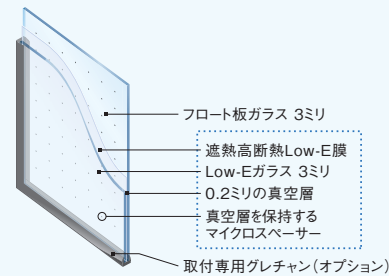 フロート板ガラス 3ミリ
遮熱高断熱Low-E膜
Low-Eガラス 3ミリ
0.2ミリの真空層
真空層を保持する
マイクロスペーサー
取付専用グレチャン(オプション)